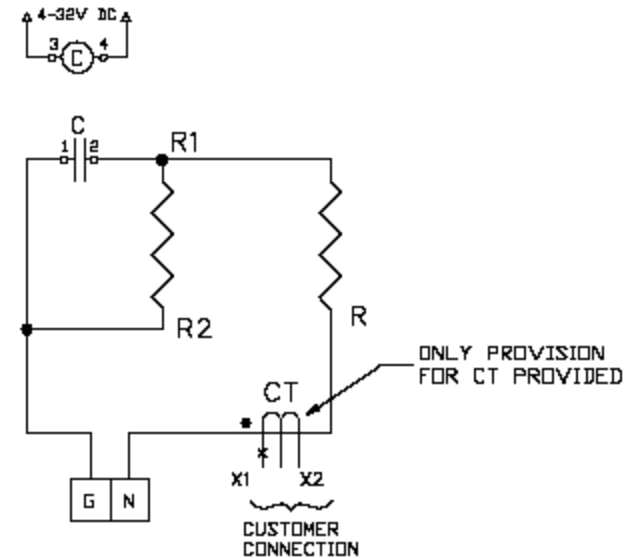 4-32V DC
3 4
C
C
1 2
R1
R2
R
ONLY PROVISION
FOR CT PROVIDED
CT
X1 X2
G N
CUSTOMER
CONNECTION